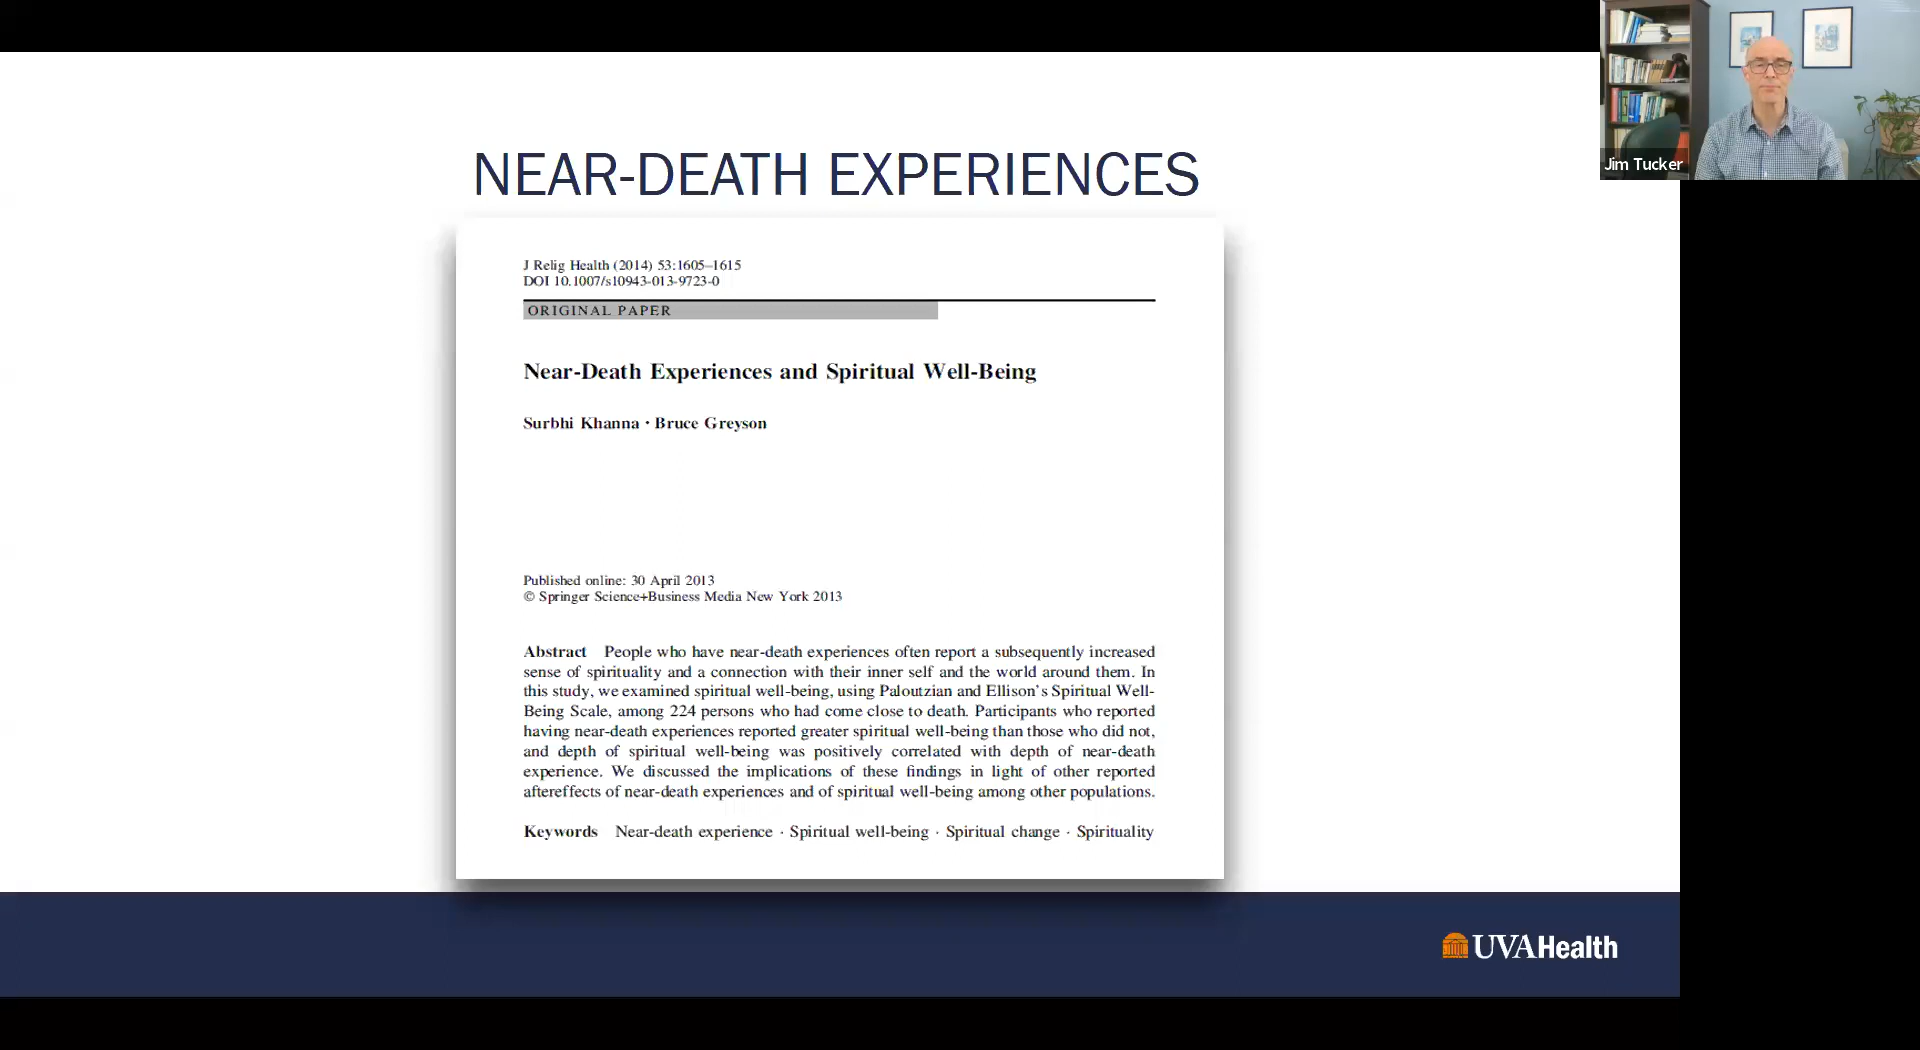 NEAR-DEATH EXPERIENCES
J Relig Health (2014) 53:1605–1615
DOI 10.1007/s10943-013-9723-0
ORIGINAL PAPER
Near-Death Experiences and Spiritual Well-Being
Surbhi Khanna · Bruce Greyson
Published online: 30 April 2013
© Springer Science+Business Media New York 2013
Abstract People who have near-death experiences often report a subsequently increased
sense of spirituality and a connection with their inner self and the world around them. In
this study, we examined spiritual well-being, using Paloutzian and Ellison's Spiritual Well-
Being Scale, among 224 persons who had come close to death. Participants who reported
having near-death experiences reported greater spiritual well-being than those who did not,
and depth of spiritual well-being was positively correlated with depth of near-death
experience. We discussed the implications of these findings in light of other reported
aftereffects of near-death experiences and of spiritual well-being among other populations.
Keywords Near-death experience · Spiritual well-being · Spiritual change · Spirituality
UVAHealth
Jim Tucker